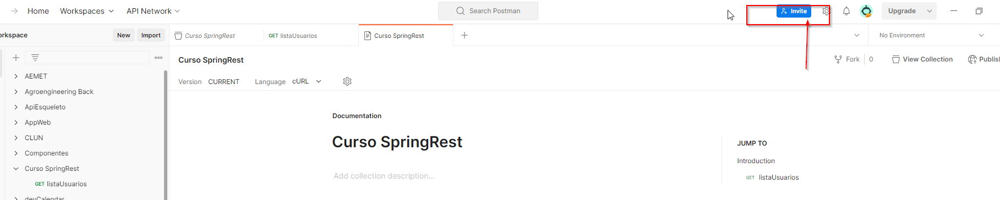 Home Workspaces API Network Search Postman Invite Upgrade
orkspace New Import Curso SpringRest GET listaUsuarios Curso SpringRest No Environment
Curso SpringRest Fork 0 View Collection Publis
Version CURRENT Language cURL
AEMET
Agroengineering Back
ApiEsqueleto
AppWeb
CLUN
Componentes
Curso SpringRest
GET listaUsuarios
devCalendar
Documentation
Curso SpringRest
Add collection description...
JUMP TO
Introduction
GET listaUsuarios